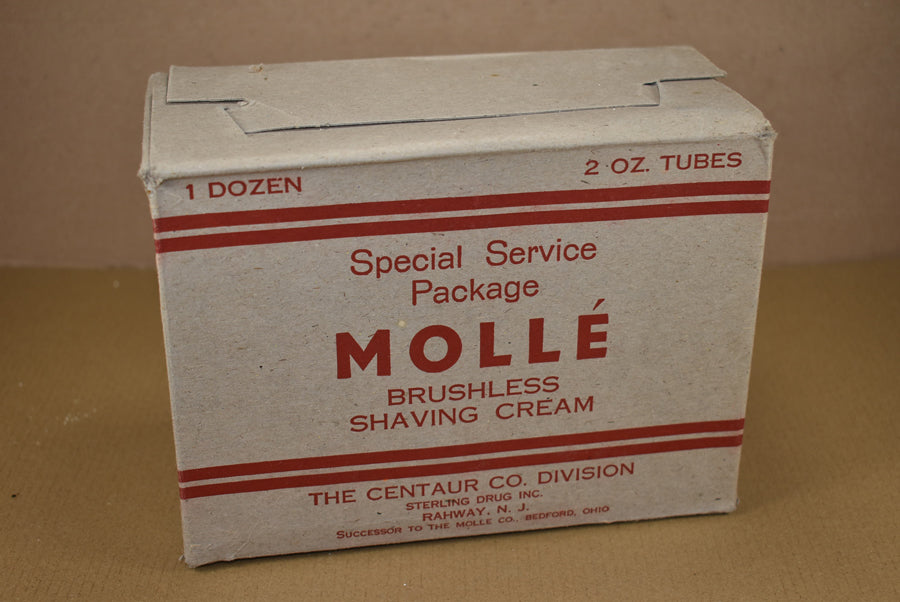 1 DOZEN 2 OZ. TUBES
Special Service
Package
MOLLÉ
BRUSHLESS
SHAVING CREAM
THE CENTAUR CO. DIVISION
STERLING DRUG INC.
RAHWAY, N. J.
SUCCESSOR TO THE MOLLE CO., BEDFORD, OHIO